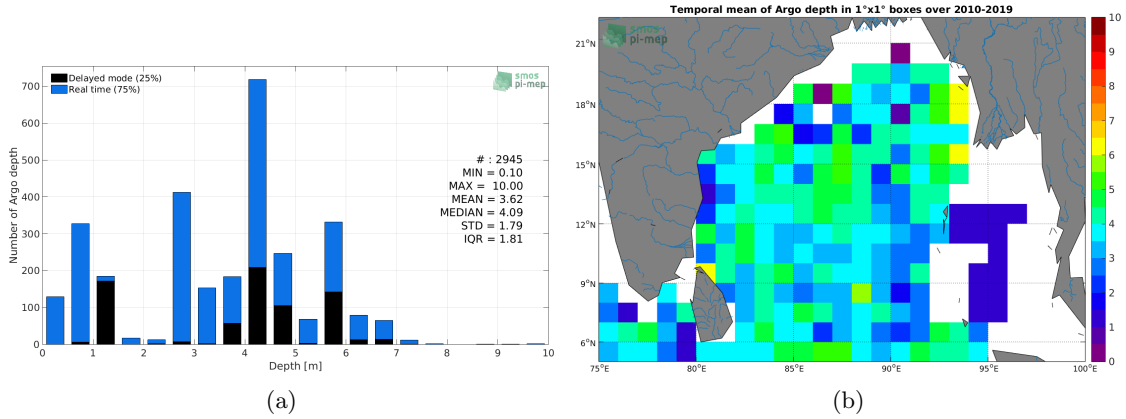 smos
pi-mep
Delayed mode (25%)
Real time (75%)
# : 2945
MIN = 0.10
MAX = 10.00
MEAN = 3.62
MEDIAN = 4.09
STD = 1.79
IQR = 1.81
Number of Argo depth
700
600
500
400
300
200
100
0
0 1 2 3 4 5 6 7 8 9 10
Depth [m]
(a)
Temporal mean of Argo depth in 1°x1° boxes over 2010-2019
smos
pi-mep
21°N
18°N
15°N
12°N
9°N
6°N
75°E 80°E 85°E 90°E 95°E 100°E
10
9
8
7
6
5
4
3
2
1
0
(b)